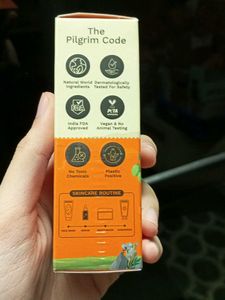 The
Pilgrim Code
Natural World Dermatologically
Ingredients Tested For Safety
PeTA
India FDA Vegan & No
Approved Animal Testing
No Toxic Plastic
Chemicals Positive
SKINCARE ROUTINE